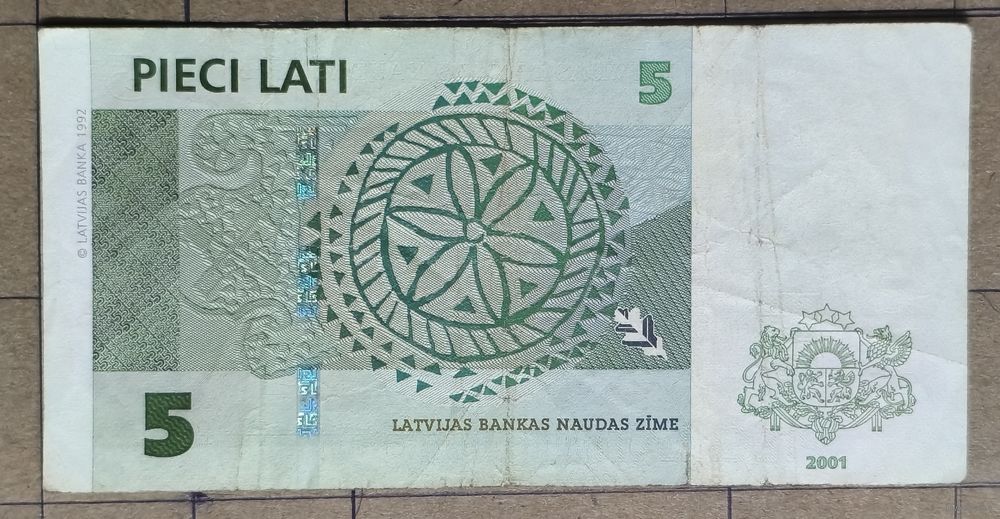 PIECI LATI
5
© LATVIJAS BANKA 1992
5
LATVIJAS BANKAS NAUDAS ZĪME
2001